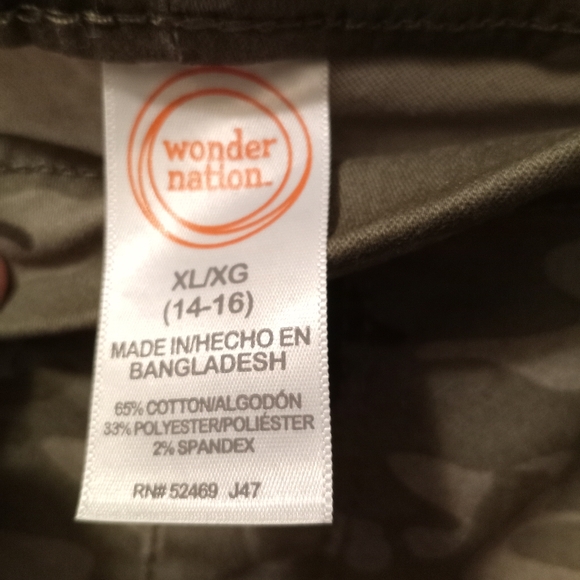 wonder
nation™
XL/XG
(14-16)
MADE IN/HECHO EN
BANGLADESH
65% COTTON/ALGODÓN
33% POLYESTER/POLIÉSTER
2% SPANDEX
RN# 52469 J47